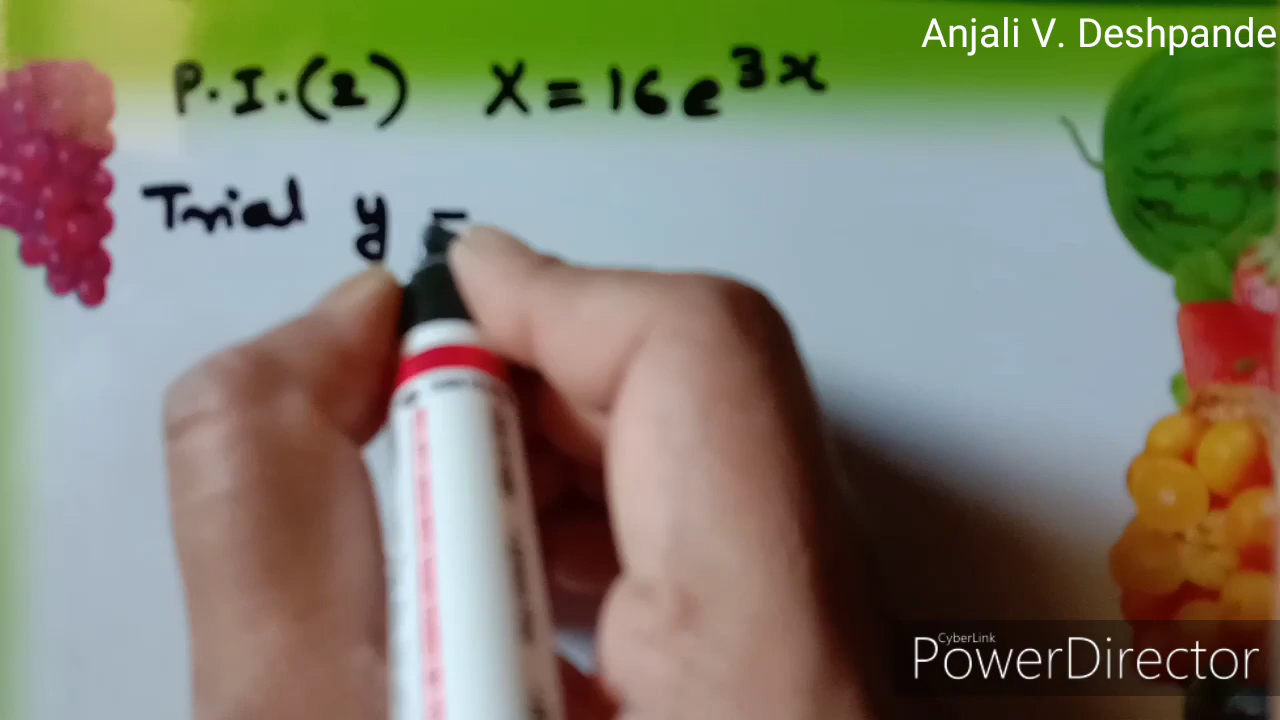 Anjali V. Deshpande
P.I.(2) X = 16e^{3x}
Trial y =
CyberLink
PowerDirector